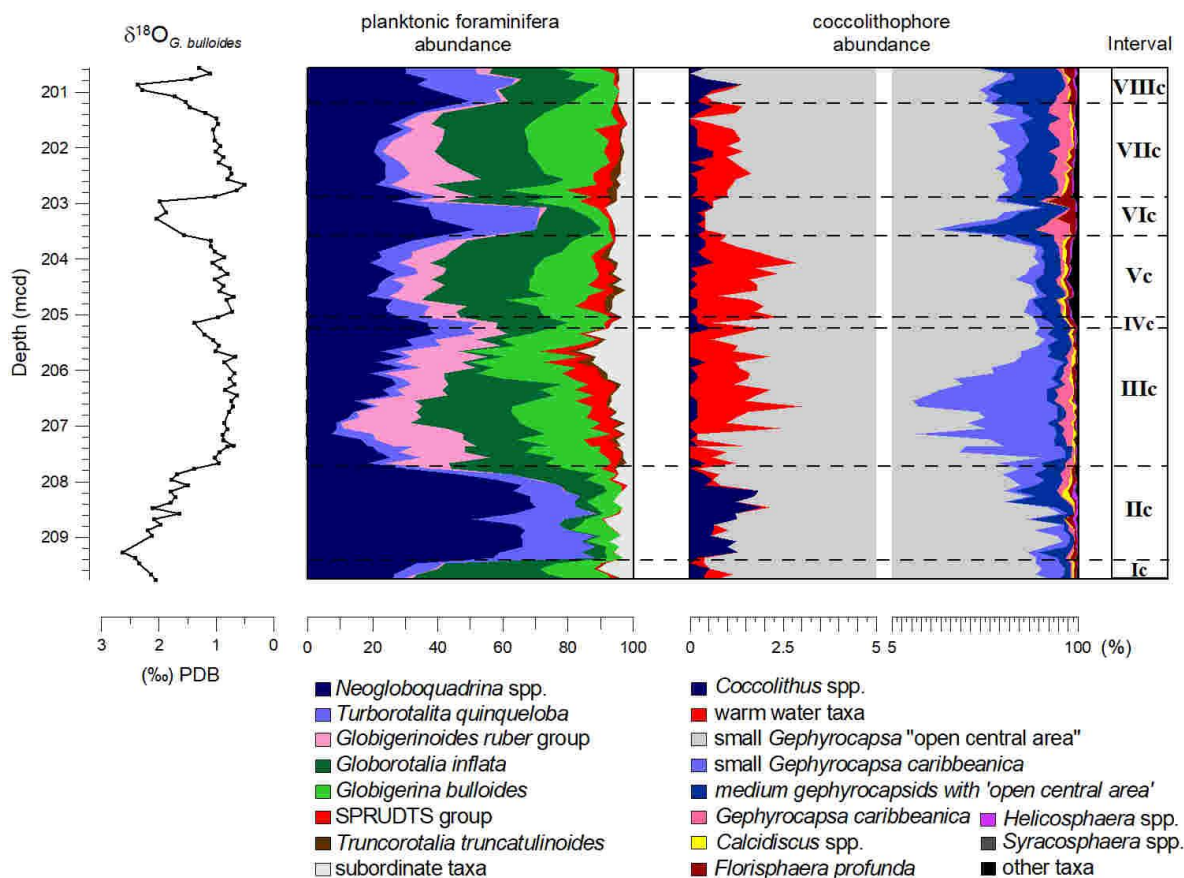 planktonic foraminifera
abundance
coccolithophore
abundance
δ¹⁸O G. bulloides
Interval
Depth (mcd)
201
202
203
204
205
206
207
208
209
VIIIc
VIIc
VIc
Vc
IVc
IIIc
IIc
Ic
3 2 1 0
(‰) PDB
0 20 40 60 80 100
0 2.5 5 5 100 (%)
Neogloboquadrina spp.
Turborotalita quinqueloba
Globigerinoides ruber group
Globorotalia inflata
Globigerina bulloides
SPRUDTS group
Truncorotalia truncatulinoides
subordinate taxa
Coccolithus spp.
warm water taxa
small Gephyrocapsa "open central area"
small Gephyrocapsa caribbeanica
medium gephyrocapsids with 'open central area'
Gephyrocapsa caribbeanica
Calcidiscus spp.
Florisphaera profunda
Helicosphaera spp.
Syracosphaera spp.
other taxa